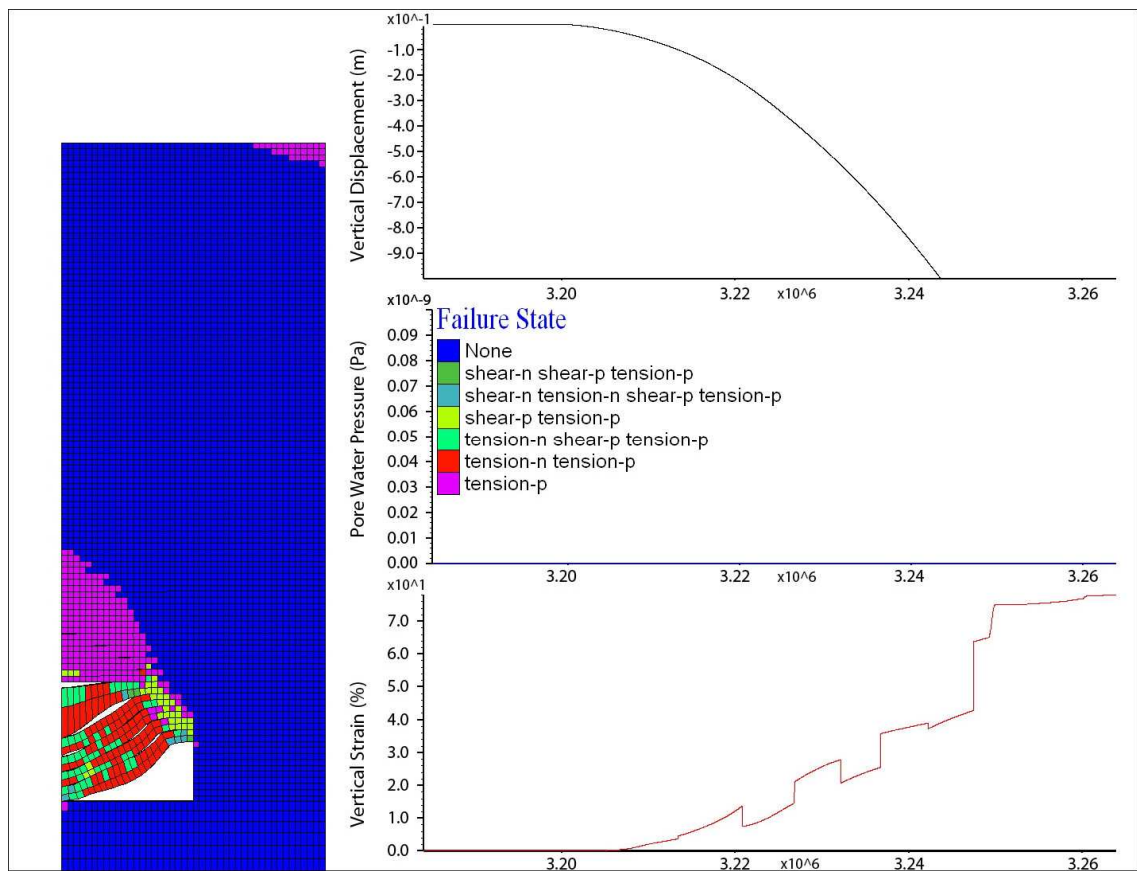 x10^-1
Vertical Displacement (m)
-1.0
-2.0
-3.0
-4.0
-5.0
-6.0
-7.0
-8.0
-9.0
3.20
3.22
x10^6
3.24
3.26
x10^-9
Pore Water Pressure (Pa)
0.09
0.08
0.07
0.06
0.05
0.04
0.03
0.02
0.01
0.00
Failure State
None
shear-n shear-p tension-p
shear-n tension-n shear-p tension-p
shear-p tension-p
tension-n shear-p tension-p
tension-n tension-p
tension-p
3.20
3.22
x10^6
3.24
3.26
x10^1
Vertical Strain (%)
7.0
6.0
5.0
4.0
3.0
2.0
1.0
0.0
3.20
3.22
x10^6
3.24
3.26